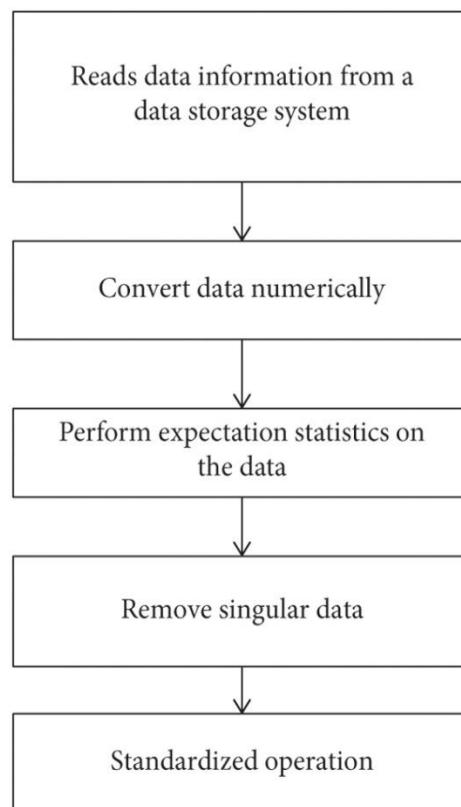 Reads data information from a
data storage system
Convert data numerically
Perform expectation statistics on
the data
Remove singular data
Standardized operation